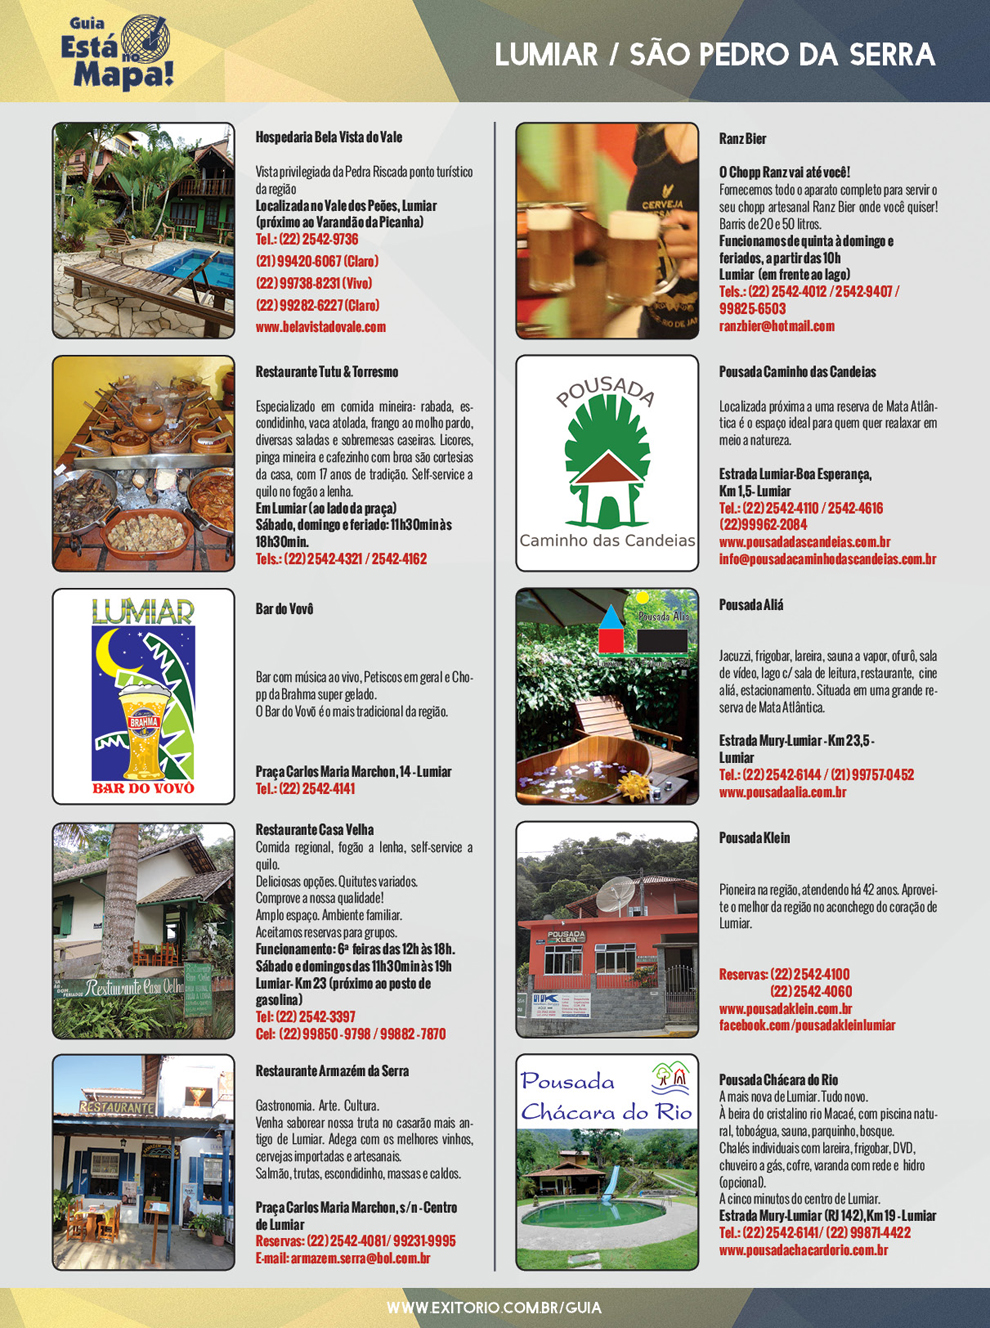 Guia
Está no
Mapa!
LUMIAR / SÃO PEDRO DA SERRA
Hospedaria Bela Vista do Vale
Vista privilegiada da Pedra Riscada ponto turístico
da região
Localizada no Vale dos Peões, Lumiar
(próximo ao Varandão da Picanha)
Tel.: (22) 2542-9736
(21) 99420-6067 (Claro)
(22) 99738-8231 (Vivo)
(22) 99282-6227 (Claro)
www.belavistadovale.com
Restaurante Tutu & Torresmo
Especializado em comida mineira: rabada, es-
condidinho, vaca atolada, frango ao molho pardo,
diversas saladas e sobremesas caseiras. Licores,
pinga mineira e cafezinho com broa são cortesias
da casa, com 17 anos de tradição. Self-service a
quilo no fogão a lenha.
Em Lumiar (ao lado da praça)
Sábado, domingo e feriado: 11h30min às
18h30min.
Tels.: (22) 2542-4321 / 2542-4162
LUMIAR
BRAHMA
BAR DO VOVÔ
Bar do Vovô
Bar com música ao vivo, Petiscos em geral e Cho-
pp da Brahma super gelado.
O Bar do Vovô é o mais tradicional da região.
Praça Carlos Maria Marchon, 14 - Lumiar
Tel.: (22) 2542-4141
Restaurante Casa Velha
Restaurante Casa Velha
Comida regional, fogão a lenha, self-service a
quilo.
Deliciosas opções. Quitutes variados.
Comprove a nossa qualidade!
Amplo espaço. Ambiente familiar.
Aceitamos reservas para grupos.
Funcionamento: 6ª feiras das 12h às 18h.
Sábado e domingos das 11h30min às 19h
Lumiar- Km 23 (próximo ao posto de
gasolina)
Tel: (22) 2542-3397
Cel: (22) 99850 -9798 / 99882 -7870
RESTAURANTE
Restaurante Armazém da Serra
Gastronomia. Arte. Cultura.
Venha saborear nossa truta no casarão mais an-
tigo de Lumiar. Adega com os melhores vinhos,
cervejas importadas e artesanais.
Salmão, trutas, escondidinho, massas e caldos.
Praça Carlos Maria Marchon, s/n - Centro
de Lumiar
Reservas: (22) 2542-4081/ 99231-9995
E-mail: armazem.serra@bol.com.br
CERVEJA
Ranz Bier
O Chopp Ranz vai até você!
Fornecemos todo o aparato completo para servir o
seu chopp artesanal Ranz Bier onde você quiser!
Barris de 20 e 50 litros.
Funcionamos de quinta à domingo e
feriados, a partir das 10h
Lumiar (em frente ao lago)
Tels.: (22) 2542-4012 / 2542-9407 /
99825-6503
ranzbier@hotmail.com
POUSADA
Caminho das Candeias
Pousada Caminho das Candeias
Localizada próxima a uma reserva de Mata Atlân-
tica é o espaço ideal para quem quer realaxar em
meio a natureza.
Estrada Lumiar-Boa Esperança,
Km 1,5- Lumiar
Tel.: (22) 2542-4110 / 2542-4616
(22)99962-2084
www.pousadadascandeias.com.br
info@pousadacaminhodascandeias.com.br
Pousada Aliá
Pousada Aliá
Jacuzzi, frigobar, lareira, sauna a vapor, ofurô, sala
de vídeo, lago c/ sala de leitura, restaurante, cine
aliá, estacionamento. Situada em uma grande re-
serva de Mata Atlântica.
Estrada Mury-Lumiar - Km 23,5 -
Lumiar
Tel.: (22) 2542-6144 / (21) 99757-0452
www.pousadaalia.com.br
POUSADA
KLEIN
Pousada Klein
Pioneira na região, atendendo há 42 anos. Aprovei-
te o melhor da região no aconchego do coração de
Lumiar.
Reservas: (22) 2542-4100
(22) 2542-4060
www.pousadaklein.com.br
facebook.com/pousadakleinlumiar
Pousada
Chácara do Rio
Pousada Chácara do Rio
A mais nova de Lumiar. Tudo novo.
À beira do cristalino rio Macaé, com piscina natu-
ral, toboágua, sauna, parquinho, bosque.
Chalés individuais com lareira, frigobar, DVD,
chuveiro a gás, cofre, varanda com rede e hidro
(opcional).
A cinco minutos do centro de Lumiar.
Estrada Mury-Lumiar (RJ 142), Km 19 - Lumiar
Tel.: (22) 2542-6141/ (22) 99871-4422
www.pousadachacardorio.com.br
WWW.EXITORIO.COM.BR/GUIA